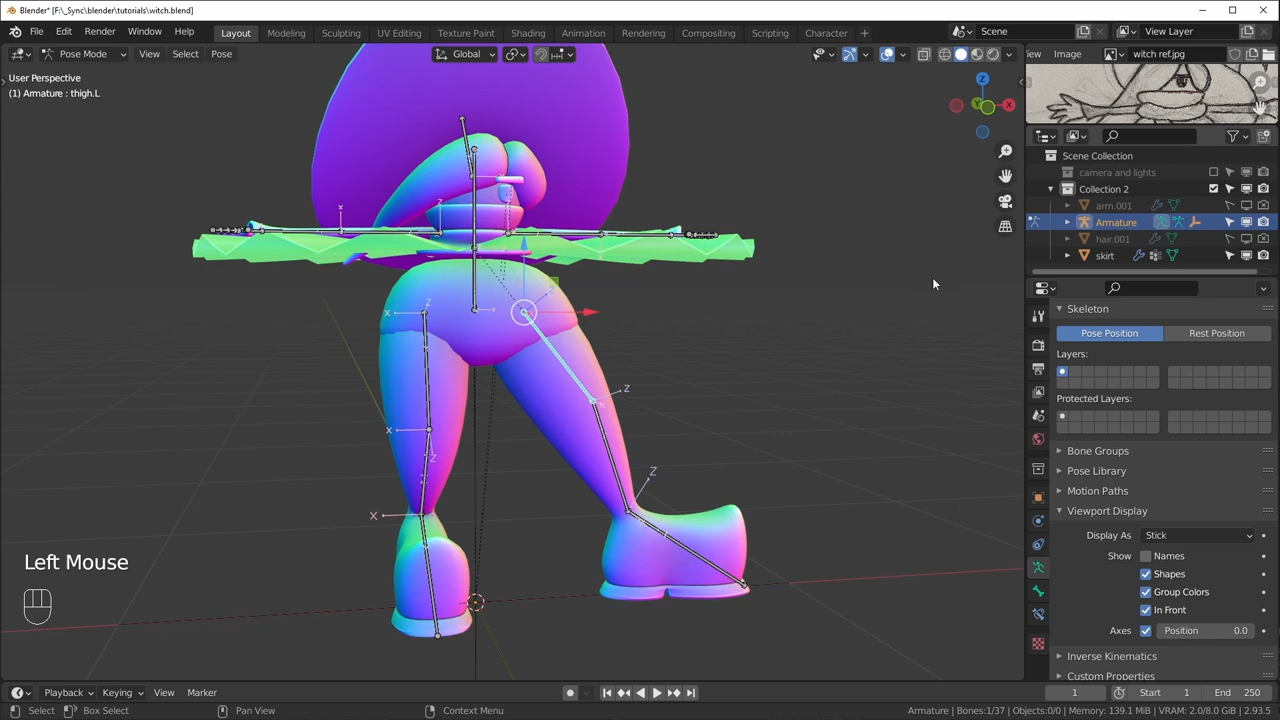 Blender* [F:\_Sync\blender\tutorials\witch.blend]
File Edit Render Window Help
Layout Modeling Sculpting UV Editing Texture Paint Shading Animation Rendering Compositing Scripting Character +
Scene
View Layer
Pose Mode View Select Pose
Global
iew Image witch ref.jpg
User Perspective
(1) Armature : thigh.L
Z
Y
X
Scene Collection
camera and lights
Collection 2
arm.001
Armature
hair.001
skirt
Skeleton
Pose Position Rest Position
Layers:
Protected Layers:
Bone Groups
Pose Library
Motion Paths
Viewport Display
Display As Stick
Show Names
Shapes
Group Colors
In Front
Axes Position 0.0
Inverse Kinematics
Custom Properties
Left Mouse
Playback Keying View Marker
1 Start 1 End 250
Select Box Select Pan View Context Menu
Armature | Bones:1/37 | Objects:0/0 | Memory: 139.1 MiB | VRAM: 2.0/8.0 GiB | 2.93.5